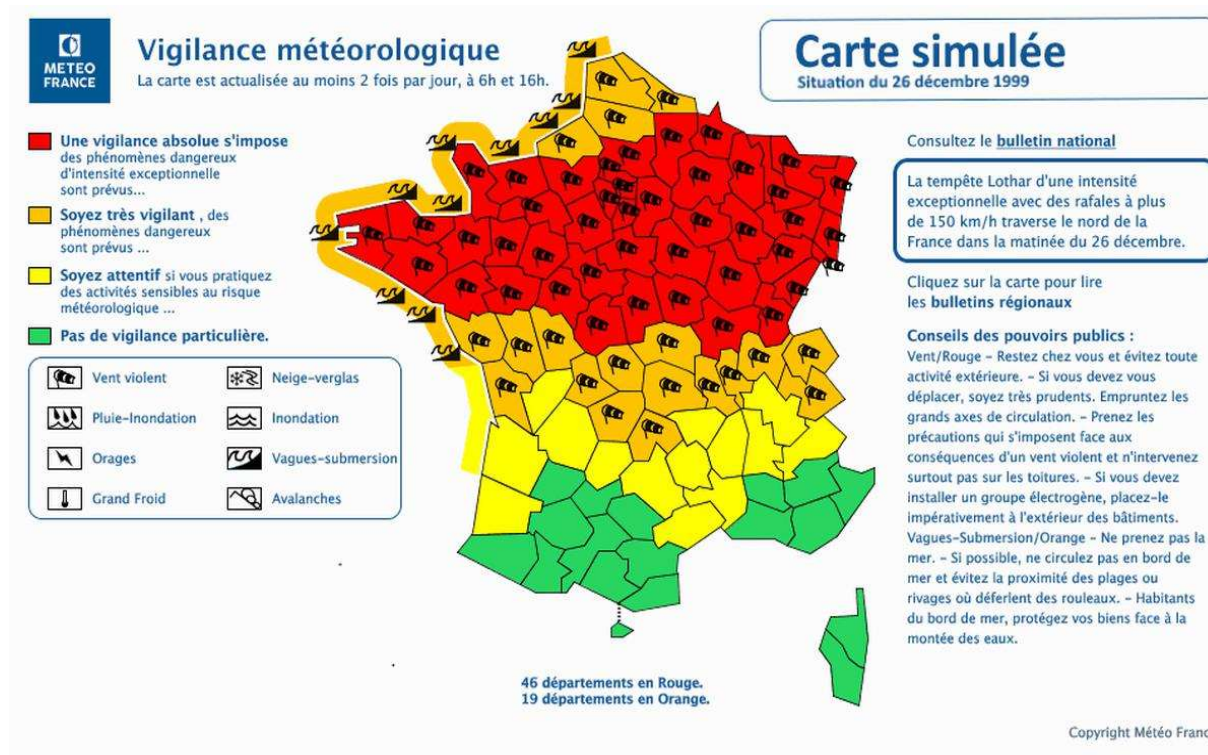 METEO
FRANCE
Vigilance météorologique
La carte est actualisée au moins 2 fois par jour, à 6h et 16h.
Carte simulée
Situation du 26 décembre 1999
Une vigilance absolue s'impose
des phénomènes dangereux
d'intensité exceptionnelle
sont prévus...
Soyez très vigilant , des
phénomènes dangereux
sont prévus ...
Soyez attentif si vous pratiquez
des activités sensibles au risque
météorologique ...
Pas de vigilance particulière.
Vent violent
Neige-verglas
Pluie-Inondation
Inondation
Orages
Vagues-submersion
Grand Froid
Avalanches
Consultez le bulletin national
La tempête Lothar d'une intensité
exceptionnelle avec des rafales à plus
de 150 km/h traverse le nord de la
France dans la matinée du 26 décembre.
Cliquez sur la carte pour lire
les bulletins régionaux
Conseils des pouvoirs publics :
Vent/Rouge – Restez chez vous et évitez toute
activité extérieure. – Si vous devez vous
déplacer, soyez très prudents. Empruntez les
grands axes de circulation. – Prenez les
précautions qui s'imposent face aux
conséquences d'un vent violent et n'intervenez
surtout pas sur les toitures. – Si vous devez
installer un groupe électrogène, placez-le
impérativement à l'extérieur des bâtiments.
Vagues-Submersion/Orange – Ne prenez pas la
mer. – Si possible, ne circulez pas en bord de
mer et évitez la proximité des plages ou
rivages où déferlent des rouleaux. – Habitants
du bord de mer, protégez vos biens face à la
montée des eaux.
46 départements en Rouge.
19 départements en Orange.
Copyright Météo Franc